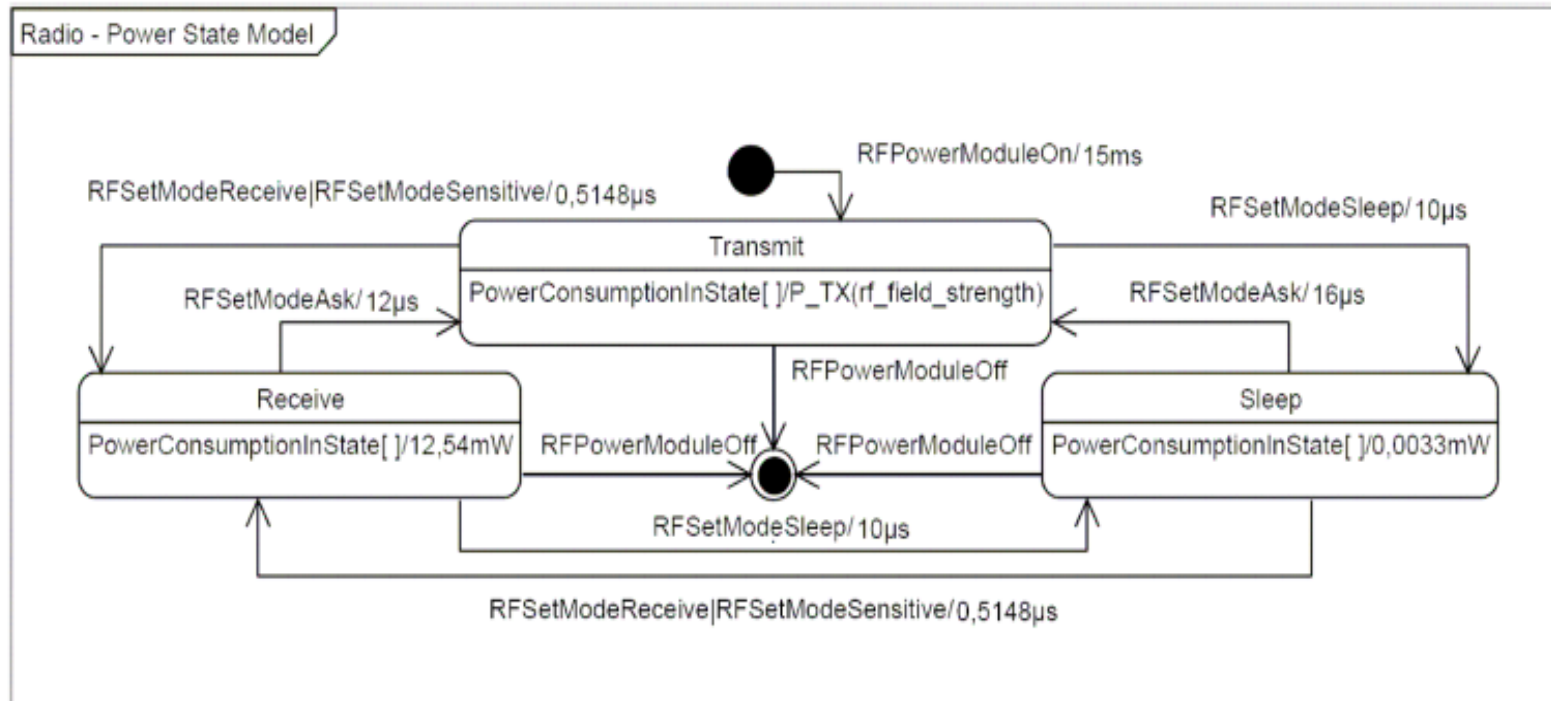 Radio - Power State Model
RFPowerModuleOn/ 15ms
RFSetModeReceive|RFSetModeSensitive/ 0,5148µs
RFSetModeSleep/ 10µs
Transmit
PowerConsumptionInState[ ]/P_TX(rf_field_strength)
RFSetModeAsk/ 12µs
RFSetModeAsk/ 16µs
RFPowerModuleOff
Receive
PowerConsumptionInState[ ]/12,54mW
Sleep
PowerConsumptionInState[ ]/0,0033mW
RFPowerModuleOff
RFPowerModuleOff
RFSetModeSleep/ 10µs
RFSetModeReceive|RFSetModeSensitive/ 0,5148µs